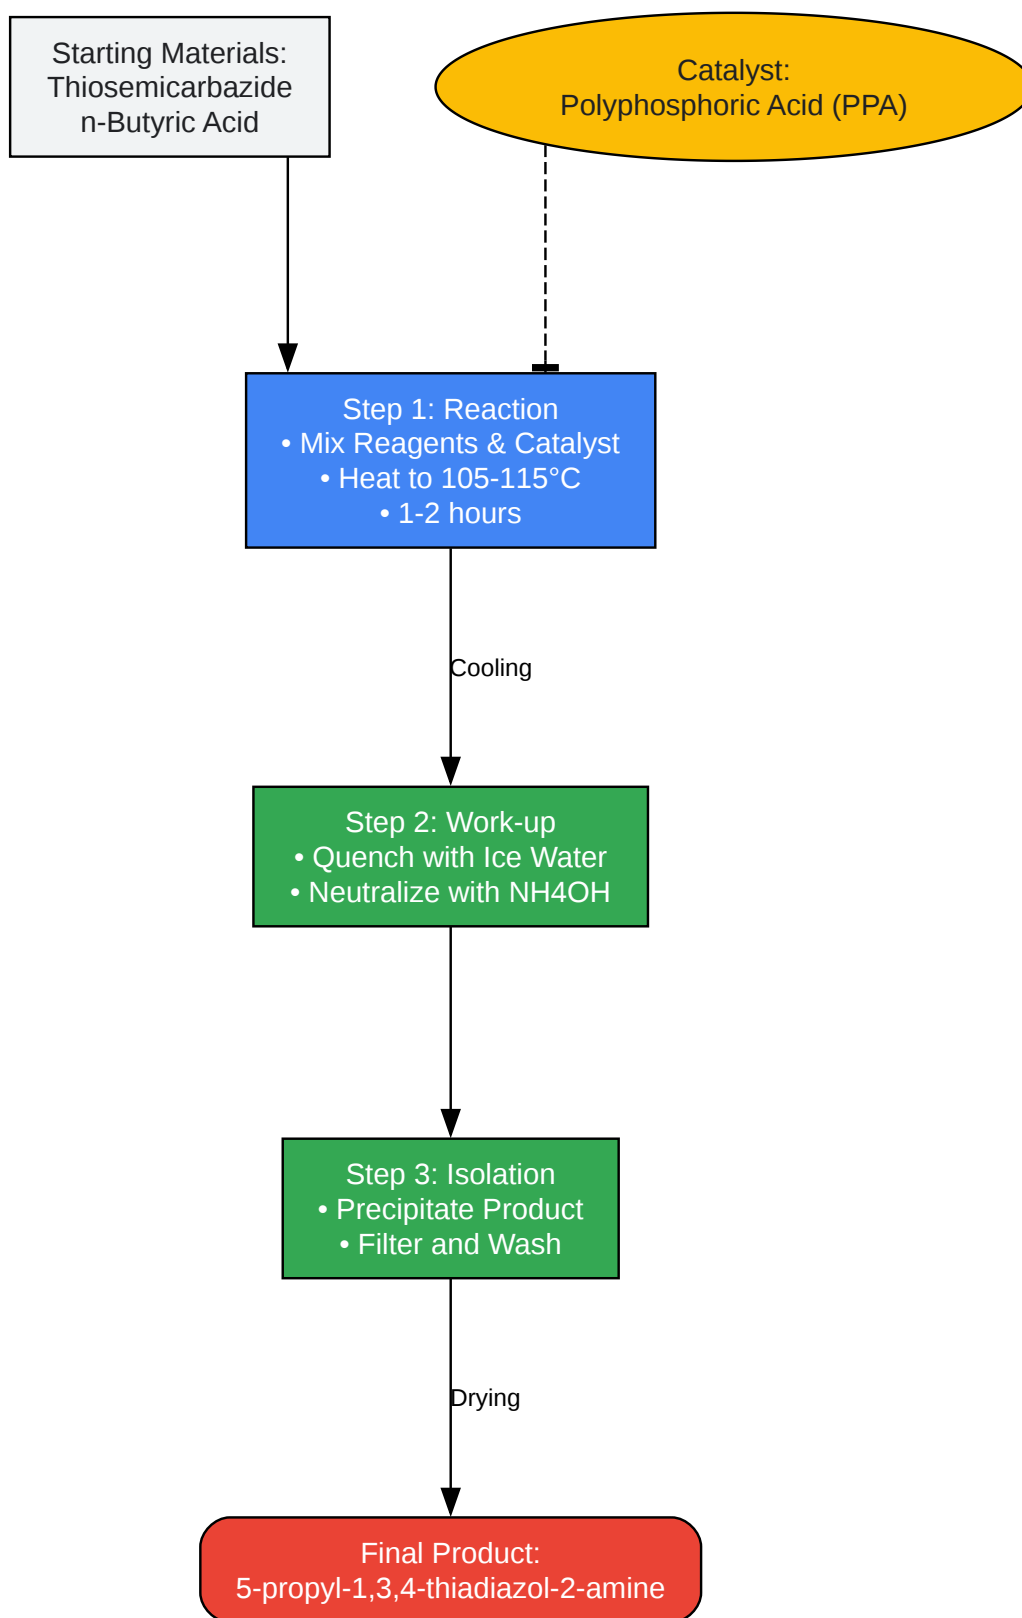 Starting Materials:
Thiosemicarbazide
n-Butyric Acid
Catalyst:
Polyphosphoric Acid (PPA)
Step 1: Reaction
• Mix Reagents & Catalyst
• Heat to 105-115°C
• 1-2 hours
Cooling
Step 2: Work-up
• Quench with Ice Water
• Neutralize with NH4OH
Step 3: Isolation
• Precipitate Product
• Filter and Wash
Drying
Final Product:
5-propyl-1,3,4-thiadiazol-2-amine